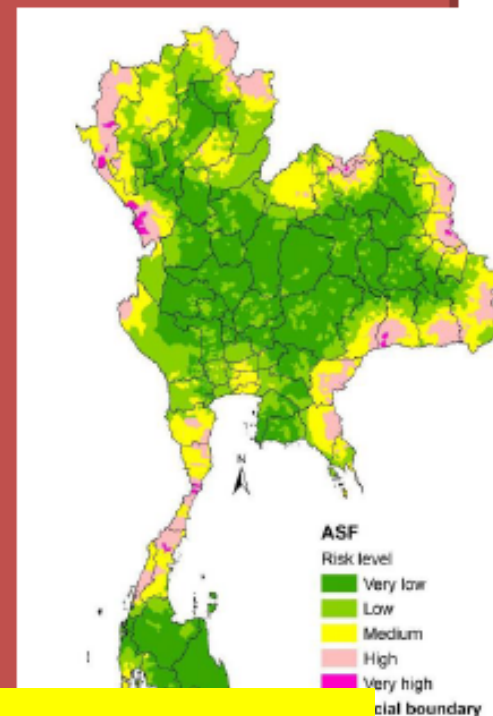 N
ASF
Risk level
Very low
Low
Medium
High
Very high
cial boundary